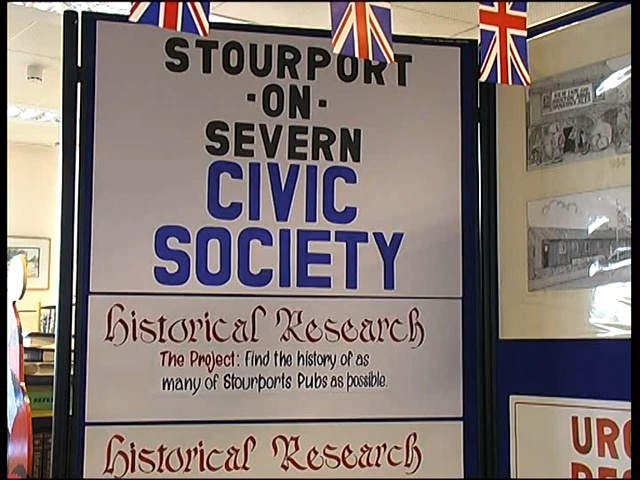 STOURPORT
-ON-
SEVERN
CIVIC
SOCIETY
Historical Research
The Project: Find the history of as
many of Stourports Pubs as possible.
Historical Research
URG